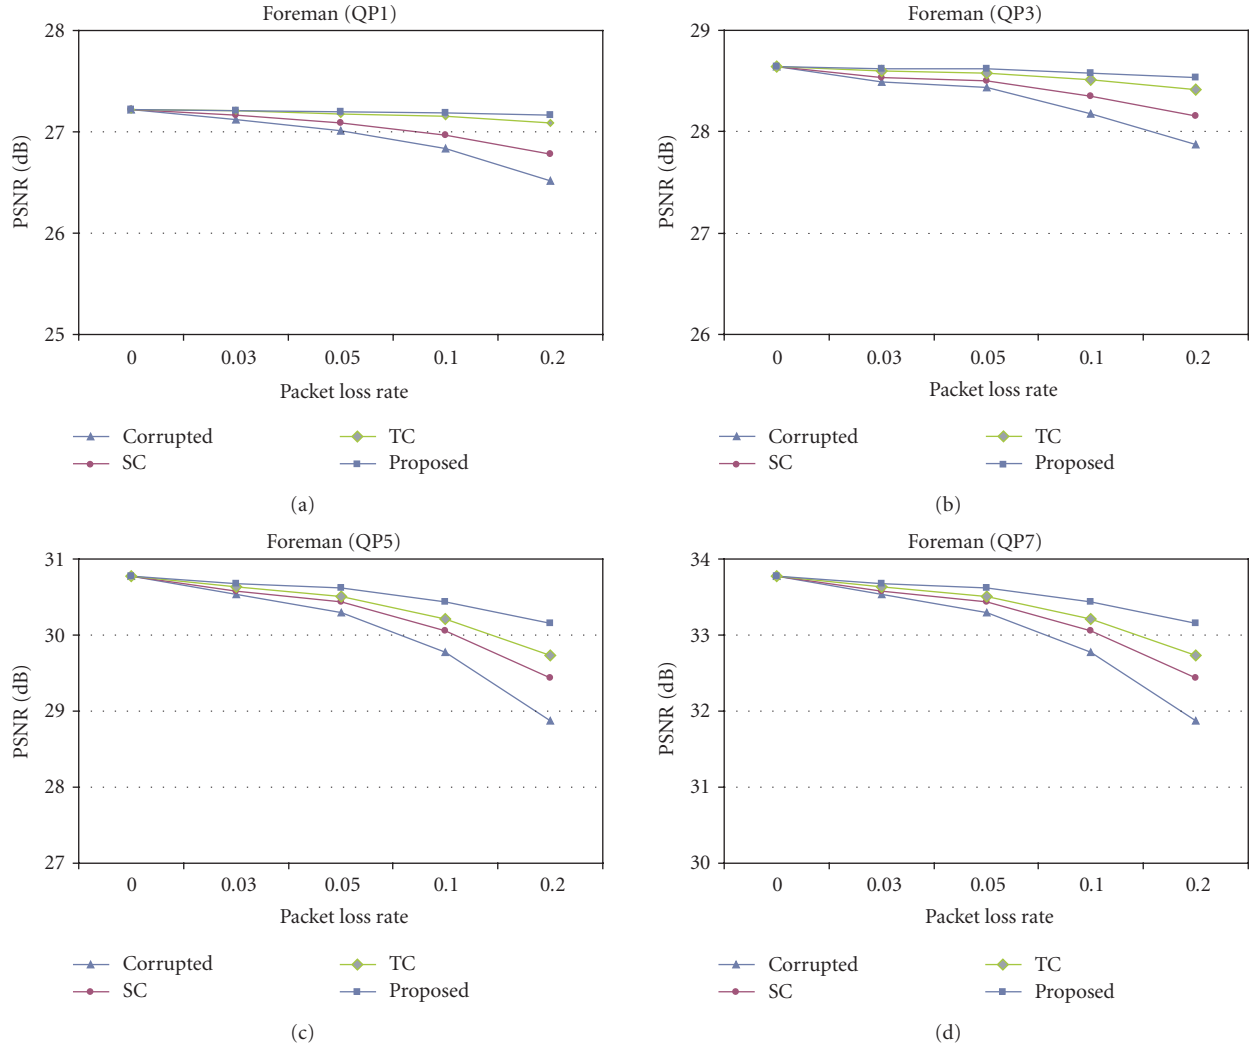 Foreman (QP1)
28
27
26
25
PSNR (dB)
0 0.03 0.05 0.1 0.2
Packet loss rate
Corrupted TC
SC Proposed
(a)
Foreman (QP3)
29
28
27
26
PSNR (dB)
0 0.03 0.05 0.1 0.2
Packet loss rate
Corrupted TC
SC Proposed
(b)
Foreman (QP5)
31
30
29
28
27
PSNR (dB)
0 0.03 0.05 0.1 0.2
Packet loss rate
Corrupted TC
SC Proposed
(c)
Foreman (QP7)
34
33
32
31
30
PSNR (dB)
0 0.03 0.05 0.1 0.2
Packet loss rate
Corrupted TC
SC Proposed
(d)